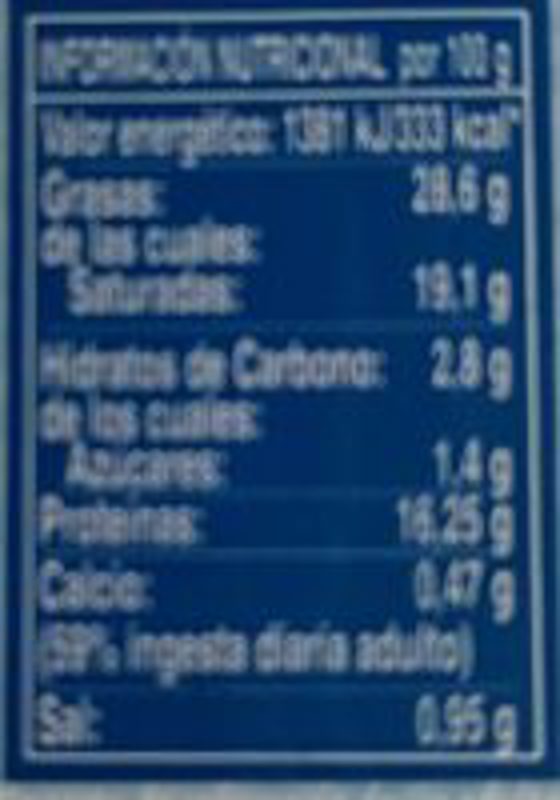 INFORMACIÓN NUTRICIONAL por 100 g
Valor energético: 1381 kJ/333 kcal*
Grasas: 28,6 g
de las cuales:
Saturadas: 19,1 g
Hidratos de Carbono: 2.8 g
de los cuales:
Azúcares: 1,4 g
Proteínas: 16,25 g
Calcio: 0,47 g
(59% ingesta diaria adulto)
Sal: 0,95 g